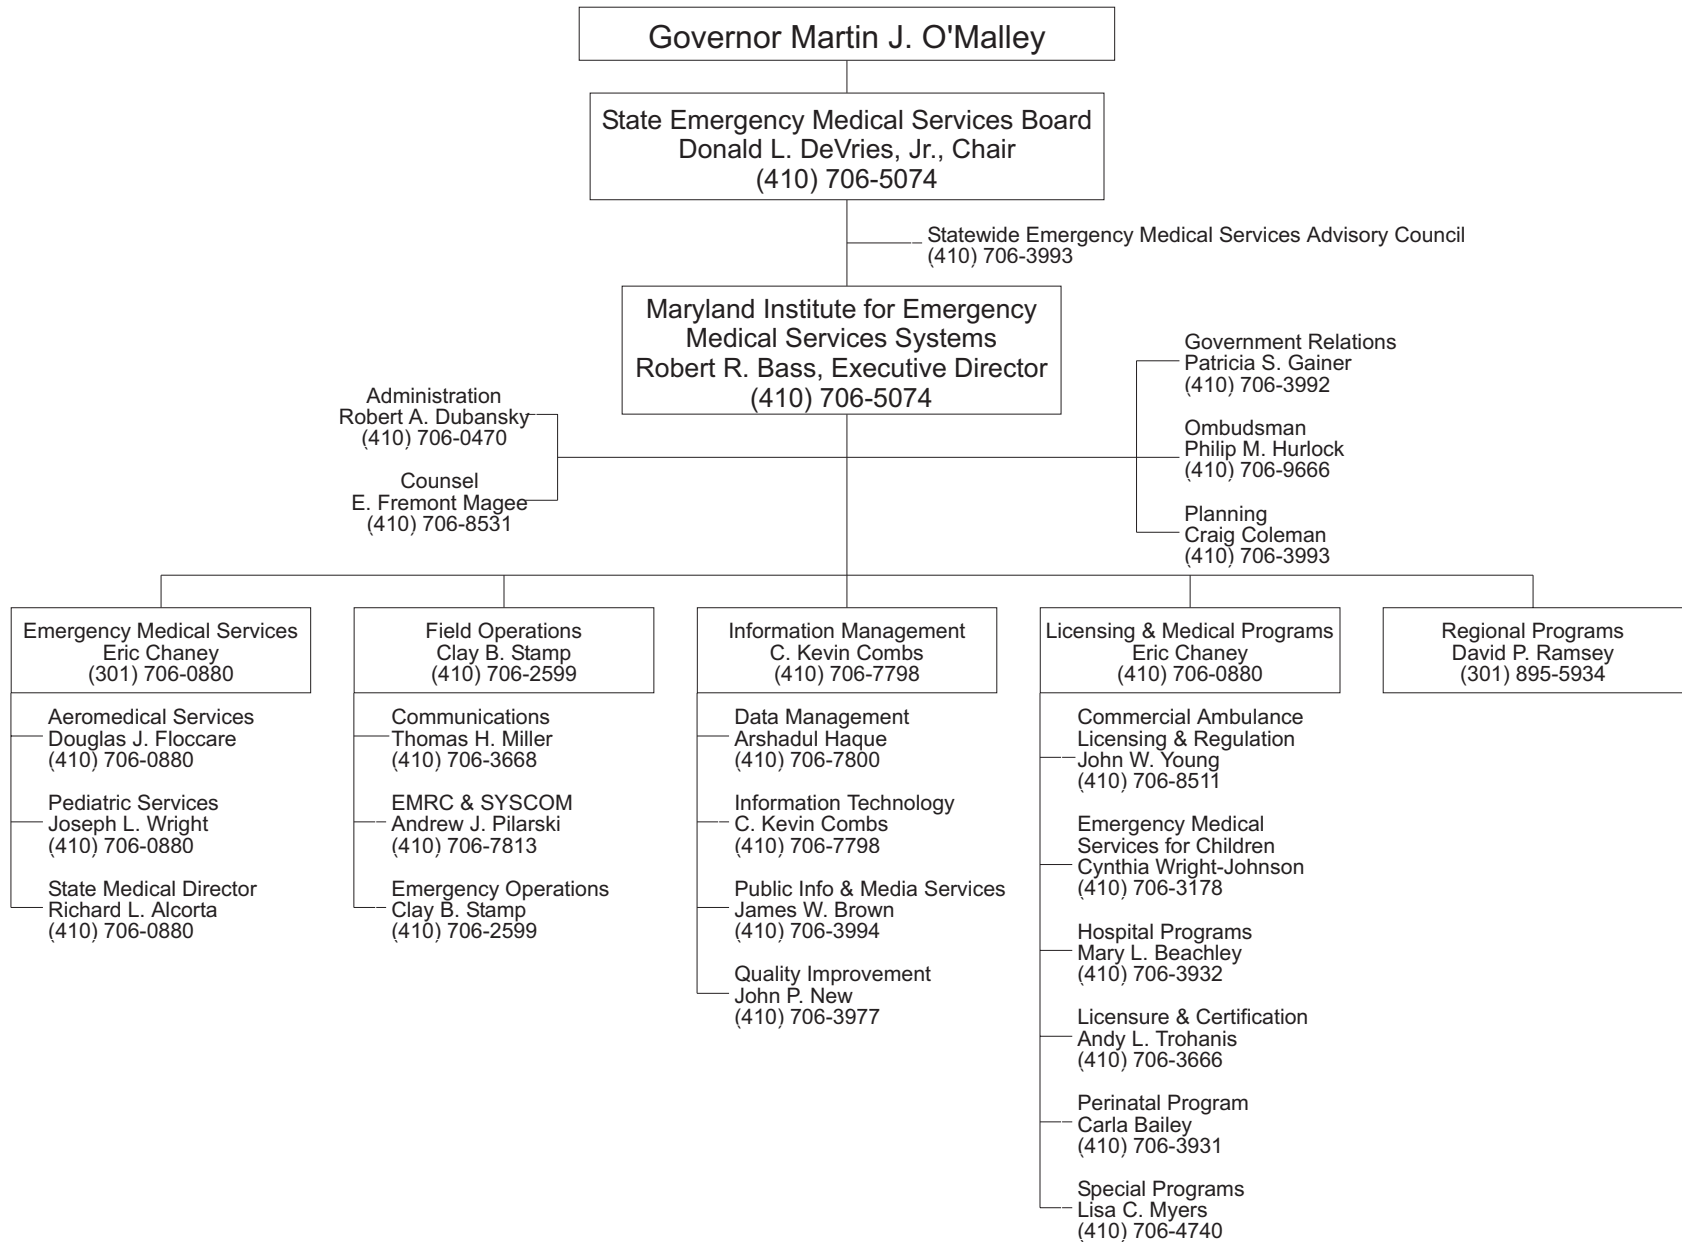 Governor Martin J. O'Malley
State Emergency Medical Services Board
Donald L. DeVries, Jr., Chair
(410) 706-5074
Statewide Emergency Medical Services Advisory Council
(410) 706-3993
Maryland Institute for Emergency
Medical Services Systems
Robert R. Bass, Executive Director
(410) 706-5074
Administration
Robert A. Dubansky
(410) 706-0470
Counsel
E. Fremont Magee
(410) 706-8531
Government Relations
Patricia S. Gainer
(410) 706-3992
Ombudsman
Philip M. Hurlock
(410) 706-9666
Planning
Craig Coleman
(410) 706-3993
Emergency Medical Services
Eric Chaney
(301) 706-0880
Aeromedical Services
Douglas J. Floccare
(410) 706-0880
Pediatric Services
Joseph L. Wright
(410) 706-0880
State Medical Director
Richard L. Alcorta
(410) 706-0880
Field Operations
Clay B. Stamp
(410) 706-2599
Communications
Thomas H. Miller
(410) 706-3668
EMRC & SYSCOM
Andrew J. Pilarski
(410) 706-7813
Emergency Operations
Clay B. Stamp
(410) 706-2599
Information Management
C. Kevin Combs
(410) 706-7798
Data Management
Arshadul Haque
(410) 706-7800
Information Technology
C. Kevin Combs
(410) 706-7798
Public Info & Media Services
James W. Brown
(410) 706-3994
Quality Improvement
John P. New
(410) 706-3977
Licensing & Medical Programs
Eric Chaney
(410) 706-0880
Commercial Ambulance
Licensing & Regulation
John W. Young
(410) 706-8511
Emergency Medical
Services for Children
Cynthia Wright-Johnson
(410) 706-3178
Hospital Programs
Mary L. Beachley
(410) 706-3932
Licensure & Certification
Andy L. Trohanis
(410) 706-3666
Perinatal Program
Carla Bailey
(410) 706-3931
Special Programs
Lisa C. Myers
(410) 706-4740
Regional Programs
David P. Ramsey
(301) 895-5934